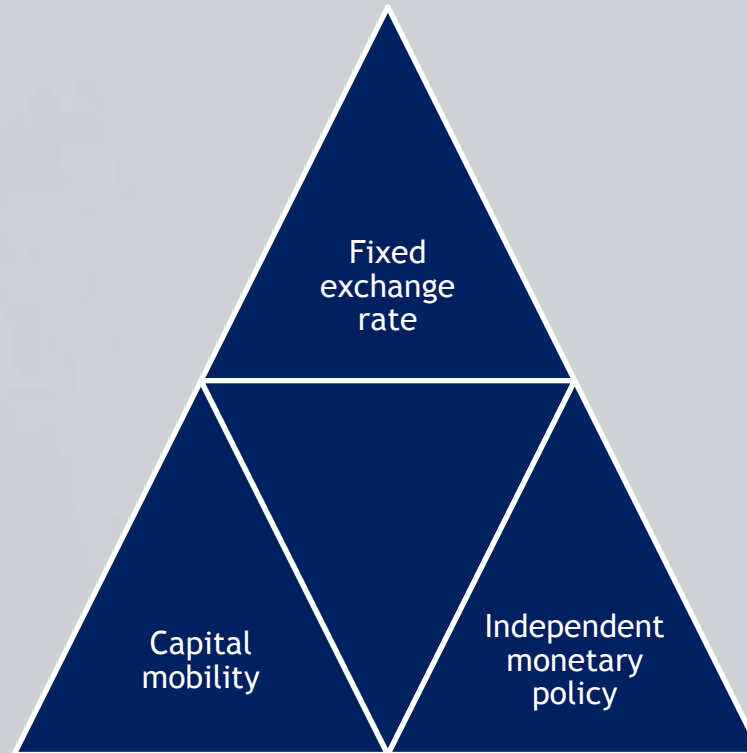 Fixed
exchange
rate
Capital
mobility
Independent
monetary
policy